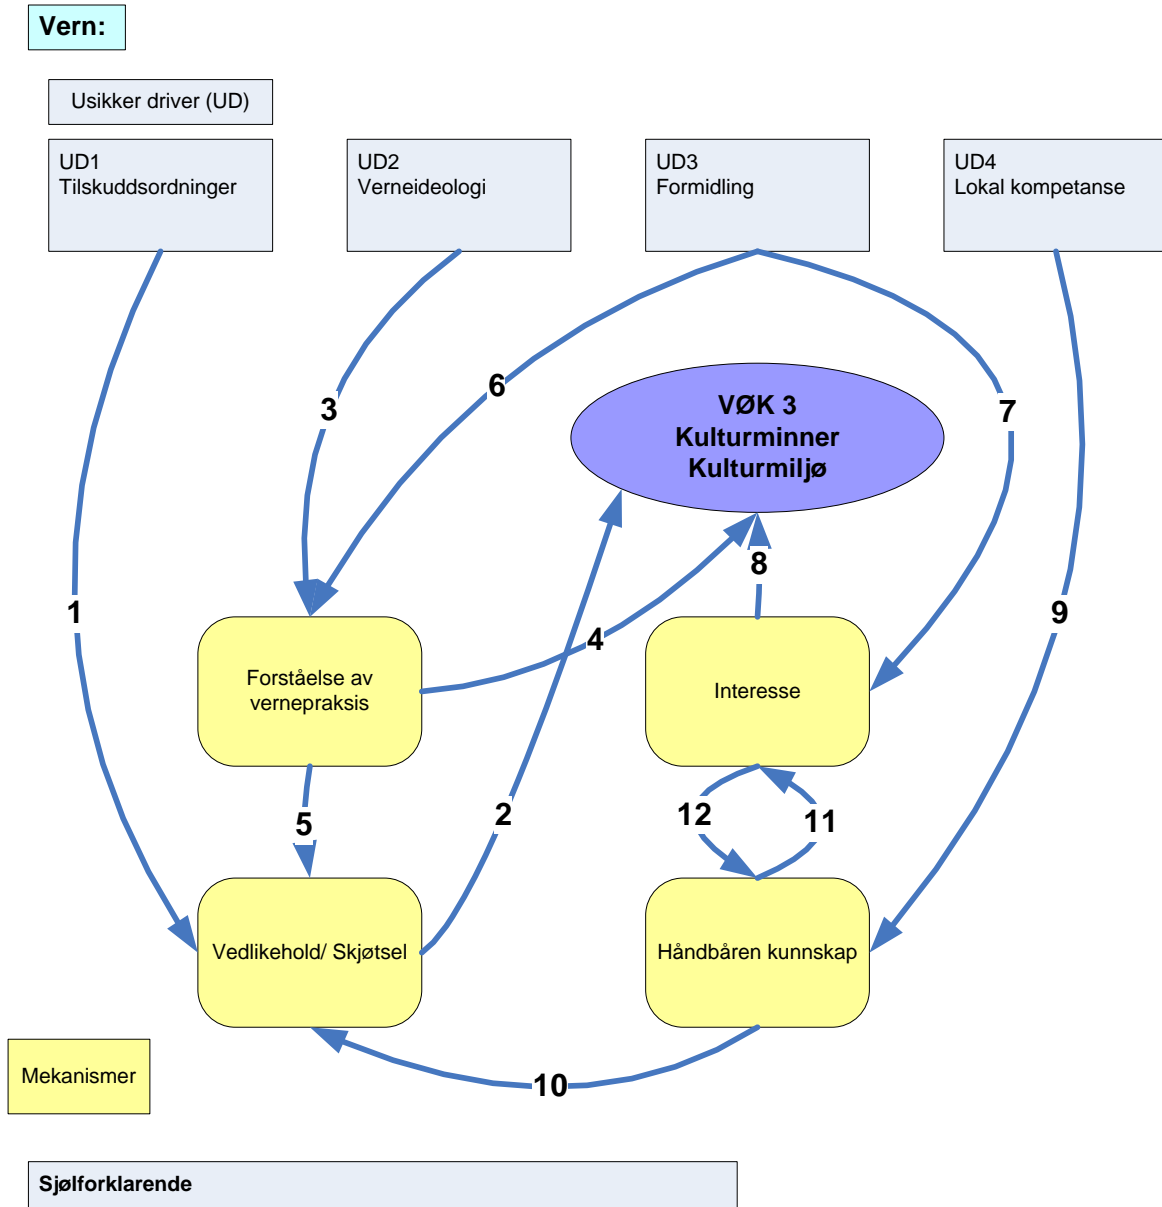 Vern:
Usikker driver (UD)
UD1
Tilskuddsordninger
UD2
Verneideologi
UD3
Formidling
UD4
Lokal kompetanse
VØK 3
Kulturminner
Kulturmiljø
6
3
7
8
1
9
4
Forståelse av
vernepraksis
Interesse
5
2
12
11
Vedlikehold/ Skjøtsel
Håndbåren kunnskap
Mekanismer
10
Sjølforklarende